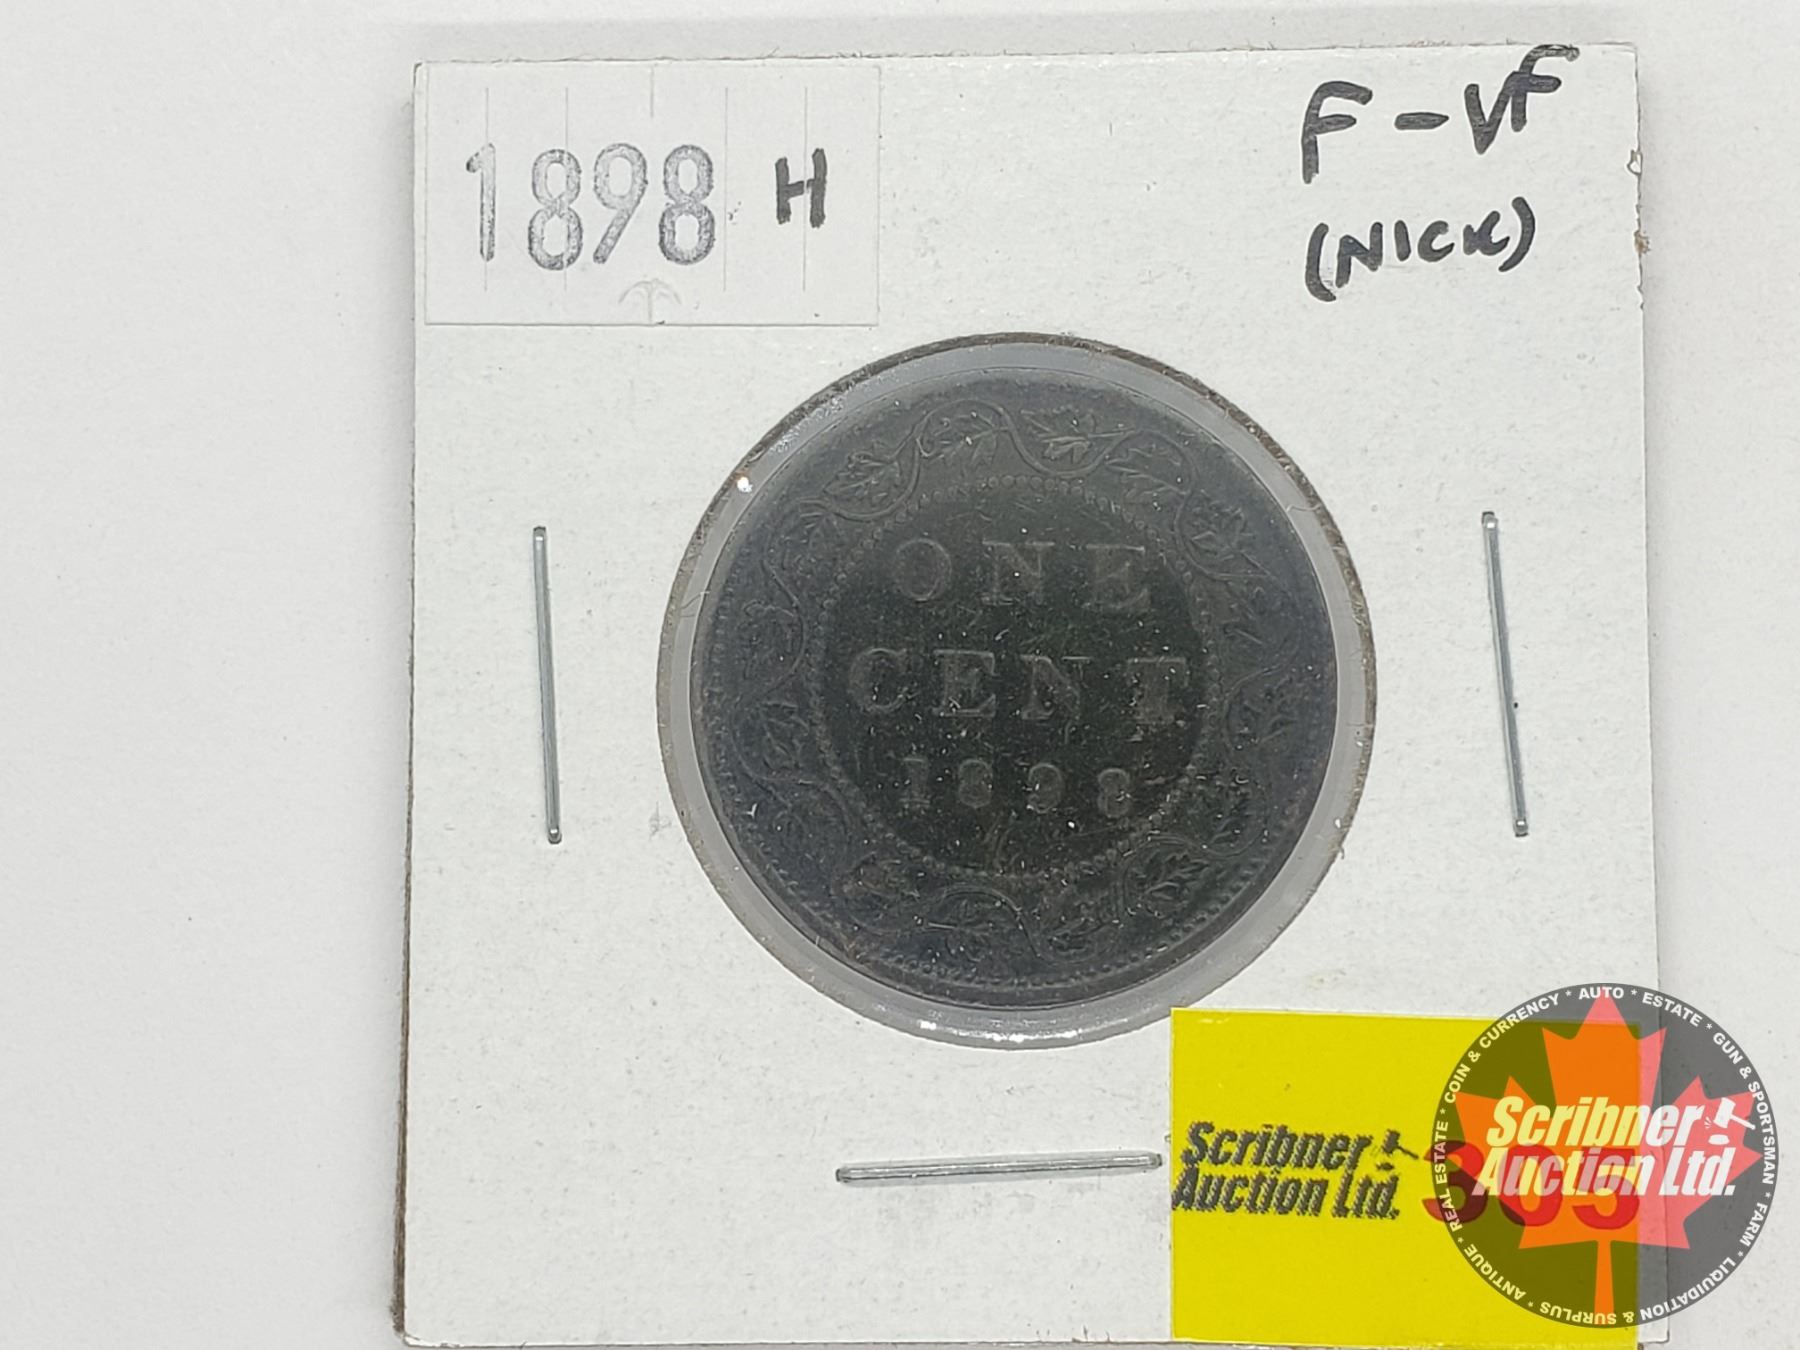 1898 H
F-VF
(NICK)
ONE
CENT
1898
Scribner
Auction Ltd.
305
Scribner
Auction Ltd.
REAL ESTATE * COIN & CURRENCY * AUTO * ESTATE * GUN & SPORTSMAN * FARM * LIQUIDATION & SURPLUS * ANTIQUE *